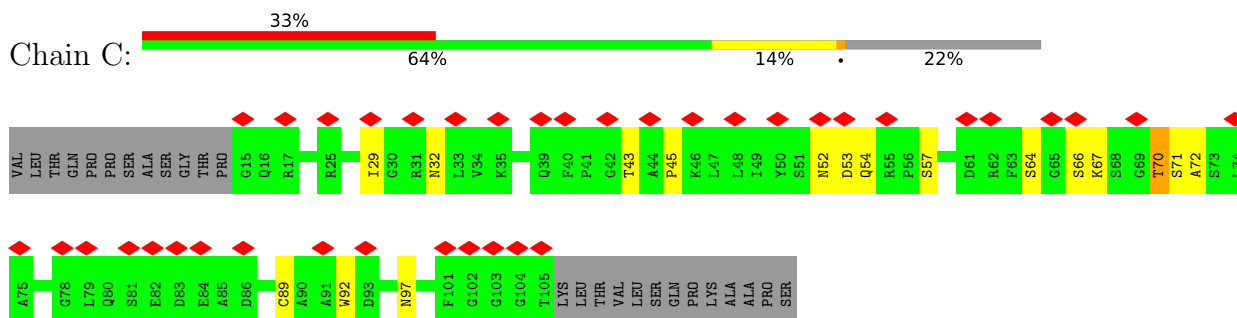 33%
Chain C:
64% 14% • 22%
VAL LEU THR GLN PRO PRO SER ALA SER GLY THR PRO G15 Q16 R17 R25 I29 G30 R31 N32 L33 V34 K35 Q39 F40 P41 G42 T43 A44 P45 K46 L47 L48 I49 Y50 S51 N52 D53 Q54 R55 P56 S57 D61 R62 F63 S64 G65 S66 K67 S68 G69 T70 S71 A72 S73
A75 G78 L79 Q80 S81 E82 D83 E84 A85 D86 C89 A90 A91 W92 D93 N97 F101 G102 G103 G104 T105 LYS LEU THR VAL LEU SER GLN PRO LYS ALA ALA PRO SER